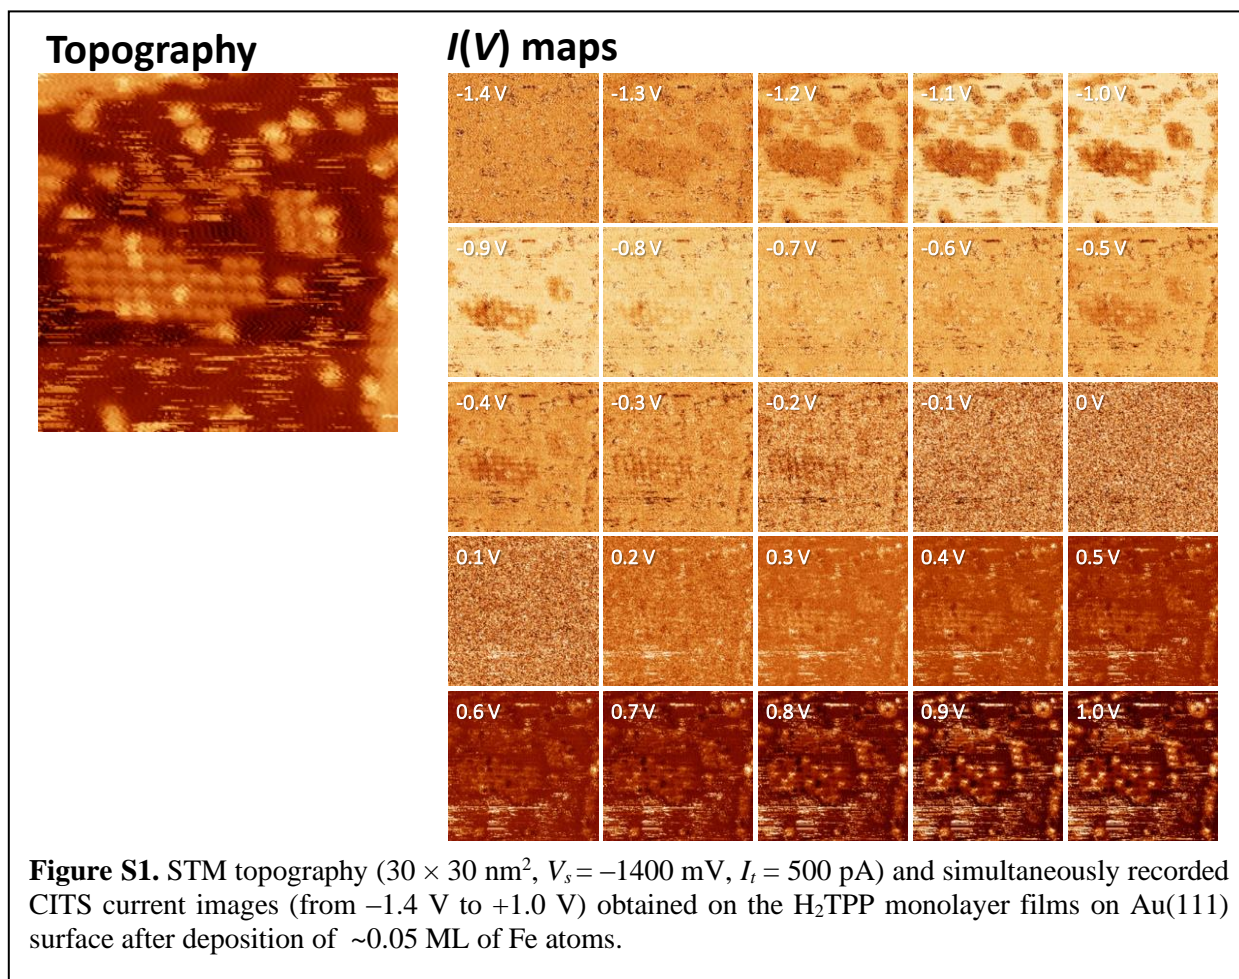 Topography
I(V) maps
-1.4 V -1.3 V -1.2 V -1.1 V -1.0 V
-0.9 V -0.8 V -0.7 V -0.6 V -0.5 V
-0.4 V -0.3 V -0.2 V -0.1 V 0 V
0.1 V 0.2 V 0.3 V 0.4 V 0.5 V
0.6 V 0.7 V 0.8 V 0.9 V 1.0 V
Figure S1. STM topography (30 × 30 nm², Vₛ = –1400 mV, Iₜ = 500 pA) and simultaneously recorded
CITS current images (from –1.4 V to +1.0 V) obtained on the H₂TPP monolayer films on Au(111)
surface after deposition of ~0.05 ML of Fe atoms.